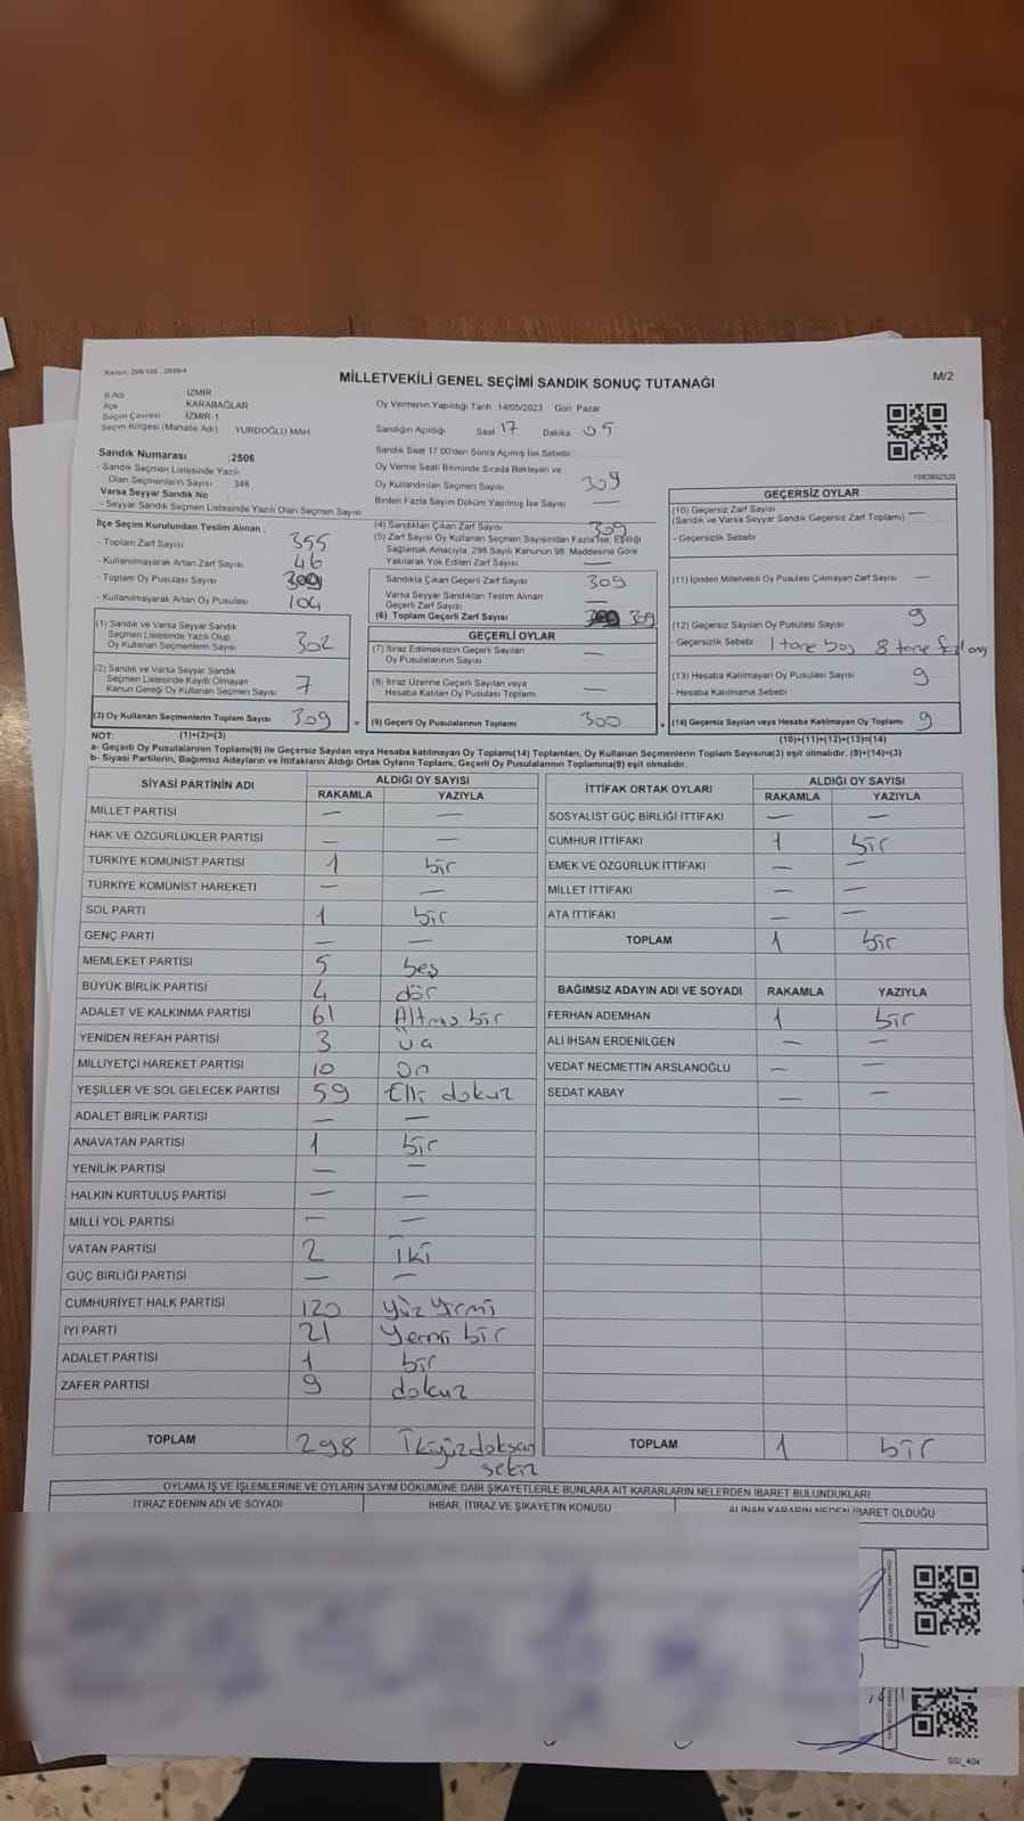 MİLLETVEKİLİ GENEL SEÇİMİ SANDIK SONUÇ TUTANAĞI
M/2
İl Adı İZMİR
İlçe KARABAĞLAR
Seçim Çevresi İZMİR-1
Seçim Bölgesi (Mahalle Adı) YURDOĞLU MAH
Sandık Numarası :2506
- Sandık Seçmen Listesinde Yazılı
Olan Seçmenlerin Sayısı : 346
Varsa Seyyar Sandık No :
- Seyyar Sandık Seçmen Listesinde Yazılı Olan Seçmen Sayısı
Oy Vermenin Yapıldığı Tarih :14/05/2023 Gün Pazar
Sandığın Açıldığı Saat 17 Dakika 05
Sandık Saat 17.00'den Sonra Açılmış İse Sebebi
Oy Verme Saati Bitiminde Sırada Bekleyen ve
Oy Kullandırılan Seçmen Sayısı 309
Birden Fazla Sayım Döküm Yapılmış İse Sayısı —
İlçe Seçim Kurulundan Teslim Alınan :
- Toplam Zarf Sayısı 355
- Kullanılmayarak Artan Zarf Sayısı 46
- Toplam Oy Pusulası Sayısı
- Kullanılmayarak Artan Oy Pusulası 104
(1) Sandık ve Varsa Seyyar Sandık
Seçmen Listesinde Yazılı Olup
Oy Kullanan Seçmenlerin Sayısı 302
(2) Sandık ve Varsa Seyyar Sandık
Seçmen Listesinde Kayıtlı Olmayan
Kanun Gereği Oy Kullanan Seçmen Sayısı 7
(3) Oy Kullanan Seçmenlerin Toplam Sayısı 309
(1)+(2)=(3)
(4) Sandıktan Çıkan Zarf Sayısı 309
(5) Zarf Sayısı Oy Kullanan Seçmen Sayısından Fazla İse, Eşitliği
Sağlamak Amacıyla, 298 Sayılı Kanunun 98. Maddesine Göre
Yakılarak Yok Edilen Zarf Sayısı —
Sandıkta Çıkan Geçerli Zarf Sayısı 309
Varsa Seyyar Sandıktan Teslim Alınan
Geçerli Zarf Sayısı —
(6) Toplam Geçerli Zarf Sayısı 309
GEÇERLİ OYLAR
(7) İtiraz Edilmeksizin Geçerli Sayılan
Oy Pusulalarının Sayısı —
(8) İtiraz Üzerine Geçerli Sayılan veya
Hesaba Katılan Oy Pusulası Toplamı —
= (9) Geçerli Oy Pusulalarının Toplamı 300
GEÇERSİZ OYLAR
(10) Geçersiz Zarf Sayısı
(Sandık ve Varsa Seyyar Sandık Geçersiz Zarf Toplamı) —
- Geçersizlik Sebebi
(11) İçinden Milletvekili Oy Pusulası Çıkmayan Zarf Sayısı —
(12) Geçersiz Sayılan Oy Pusulası Sayısı 9
Geçersizlik Sebebi 1 tane boş 8 tane
(13) Hesaba Katılmayan Oy Pusulası Sayısı 9
- Hesaba Katılmama Sebebi
+ (14) Geçersiz Sayılan veya Hesaba Katılmayan Oy Toplamı 9
(10)+(11)+(12)+(13)=(14)
NOT:
a- Geçerli Oy Pusulalarının Toplamı(9) ile Geçersiz Sayılan veya Hesaba katılmayan Oy Toplamı(14) Toplamları, Oy Kullanan Seçmenlerin Toplam Sayısına(3) eşit olmalıdır. (9)+(14)=(3)
b- Siyasi Partilerin, Bağımsız Adayların ve İttifakların Aldığı Ortak Oyların Toplamı, Geçerli Oy Pusulalarının Toplamına(9) eşit olmalıdır.
SİYASİ PARTİNİN ADI ALDIĞI OY SAYISI
RAKAMLA YAZIYLA
MİLLET PARTİSİ — —
HAK VE ÖZGÜRLÜKLER PARTİSİ — —
TÜRKİYE KOMÜNİST PARTİSİ 1 bir
TÜRKİYE KOMÜNİST HAREKETİ — —
SOL PARTİ 1 bir
GENÇ PARTİ — —
MEMLEKET PARTİSİ 5 beş
BÜYÜK BİRLİK PARTİSİ 4 dör
ADALET VE KALKINMA PARTİSİ 61 Altmş bir
YENİDEN REFAH PARTİSİ 3 üç
MİLLİYETÇİ HAREKET PARTİSİ 10 On
YEŞİLLER VE SOL GELECEK PARTİSİ 59 Elli dokuz
ADALET BİRLİK PARTİSİ — —
ANAVATAN PARTİSİ 1 bir
YENİLİK PARTİSİ — —
HALKIN KURTULUŞ PARTİSİ — —
MİLLİ YOL PARTİSİ — —
VATAN PARTİSİ 2 iki
GÜÇ BİRLİĞİ PARTİSİ — —
CUMHURİYET HALK PARTİSİ 120 yüz yrmi
İYİ PARTİ 21 yermi bir
ADALET PARTİSİ 1 bir
ZAFER PARTİSİ 9 dokuz
TOPLAM 298 İkiyüzdoksan
sekiz
İTTİFAK ORTAK OYLARI ALDIĞI OY SAYISI
RAKAMLA YAZIYLA
SOSYALİST GÜÇ BİRLİĞİ İTTİFAKI — —
CUMHUR İTTİFAKI 1 bir
EMEK VE ÖZGÜRLÜK İTTİFAKI — —
MİLLET İTTİFAKI — —
ATA İTTİFAKI — —
TOPLAM 1 bir
BAĞIMSIZ ADAYIN ADI VE SOYADI RAKAMLA YAZIYLA
FERHAN ADEMHAN 1 bir
ALİ İHSAN ERDENİLGEN — —
VEDAT NECMETTİN ARSLANOĞLU — —
SEDAT KABAY — —
TOPLAM 1 bir
OYLAMA İŞ VE İŞLEMLERİNE VE OYLARIN SAYIM DÖKÜMÜNE DAİR ŞİKAYETLERLE BUNLARA AİT KARARLARIN NELERDEN İBARET BULUNDUKLARI
İTİRAZ EDENİN ADI VE SOYADI İHBAR, İTİRAZ VE ŞİKAYETİN KONUSU ALINAN KARARIN NEDEN İBARET OLDUĞU